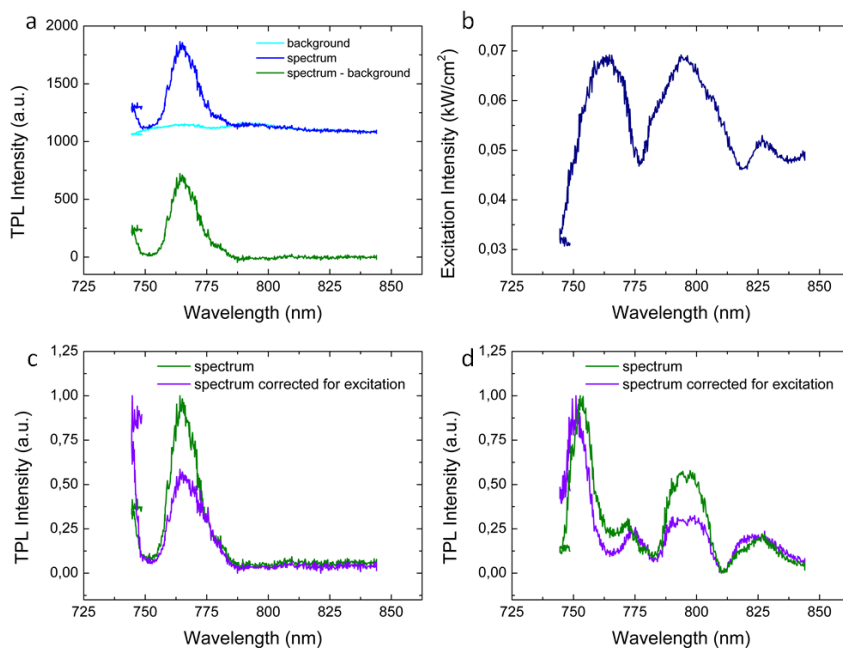 a
2000
1750
1500
1250
1000
750
500
250
0
TPL Intensity (a.u.)
background
spectrum
spectrum - background
725 750 775 800 825 850
Wavelength (nm)
b
0,07
0,06
0,05
0,04
0,03
Excitation Intensity (kW/cm²)
725 750 775 800 825 850
Wavelength (nm)
c
1,25
1,00
0,75
0,50
0,25
0,00
TPL Intensity (a.u.)
spectrum
spectrum corrected for excitation
725 750 775 800 825 850
Wavelength (nm)
d
1,25
1,00
0,75
0,50
0,25
0,00
TPL Intensity (a.u.)
spectrum
spectrum corrected for excitation
725 750 775 800 825 850
Wavelength (nm)